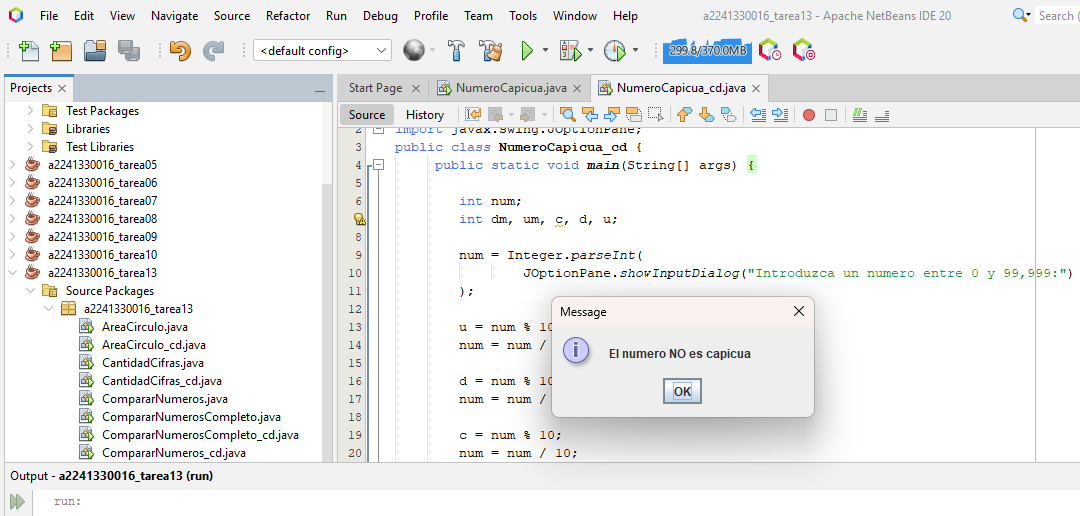 File Edit View Navigate Source Refactor Run Debug Profile Team Tools Window Help a2241330016_tarea13 - Apache NetBeans IDE 20 Search (
<default config> 299.8/370.0MB
Projects
Start Page NumeroCapicua.java NumeroCapicua_cd.java
Source History
Test Packages
Libraries
Test Libraries
a2241330016_tarea05
a2241330016_tarea06
a2241330016_tarea07
a2241330016_tarea08
a2241330016_tarea09
a2241330016_tarea10
a2241330016_tarea13
Source Packages
a2241330016_tarea13
AreaCirculo.java
AreaCirculo_cd.java
CantidadCifras.java
CantidadCifras_cd.java
CompararNumeros.java
CompararNumerosCompleto.java
CompararNumerosCompleto_cd.java
CompararNumeros_cd.java
2 import javax.swing.JOptionPane;
3 public class NumeroCapicua_cd {
4 public static void main(String[] args) {
5
6 int num;
int dm, um, c, d, u;
8
9 num = Integer.parseInt(
10 JOptionPane.showInputDialog("Introduzca un numero entre 0 y 99,999:")
11 );
12
13 u = num % 10
14 num = num /
15
16 d = num % 10
17 num = num /
18
19 c = num % 10;
20 num = num / 10;
Message
El numero NO es capicua
OK
Output - a2241330016_tarea13 (run)
run: